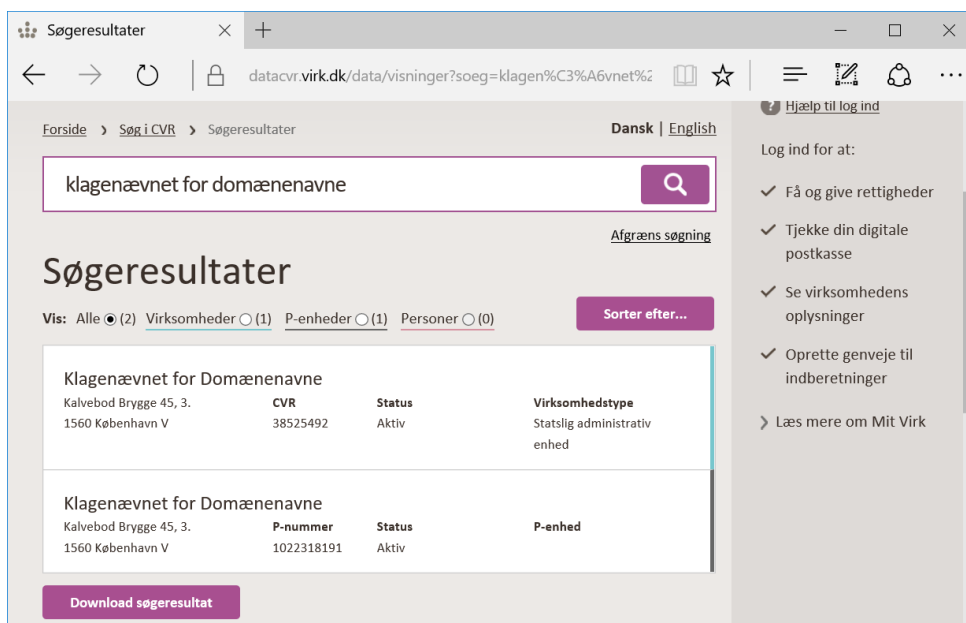 Søgeresultater
datacvr.virk.dk/data/visninger?soeg=klagen%C3%A6vnet%2
Forside > Søg i CVR > Søgeresultater
Dansk | English
klagenævnet for domænenavne
Afgræns søgning
Søgeresultater
Vis: Alle (2) Virksomheder (1) P-enheder (1) Personer (0)
Sorter efter...
Klagenævnet for Domænenavne
Kalvebod Brygge 45, 3. CVR Status Virksomhedstype
1560 København V 38525492 Aktiv Statslig administrativ
enhed
Klagenævnet for Domænenavne
Kalvebod Brygge 45, 3. P-nummer Status P-enhed
1560 København V 1022318191 Aktiv
Download søgeresultat
? Hjælp til log ind
Log ind for at:
Få og give rettigheder
Tjekke din digitale
postkasse
Se virksomhedens
oplysninger
Oprette genveje til
indberetninger
> Læs mere om Mit Virk